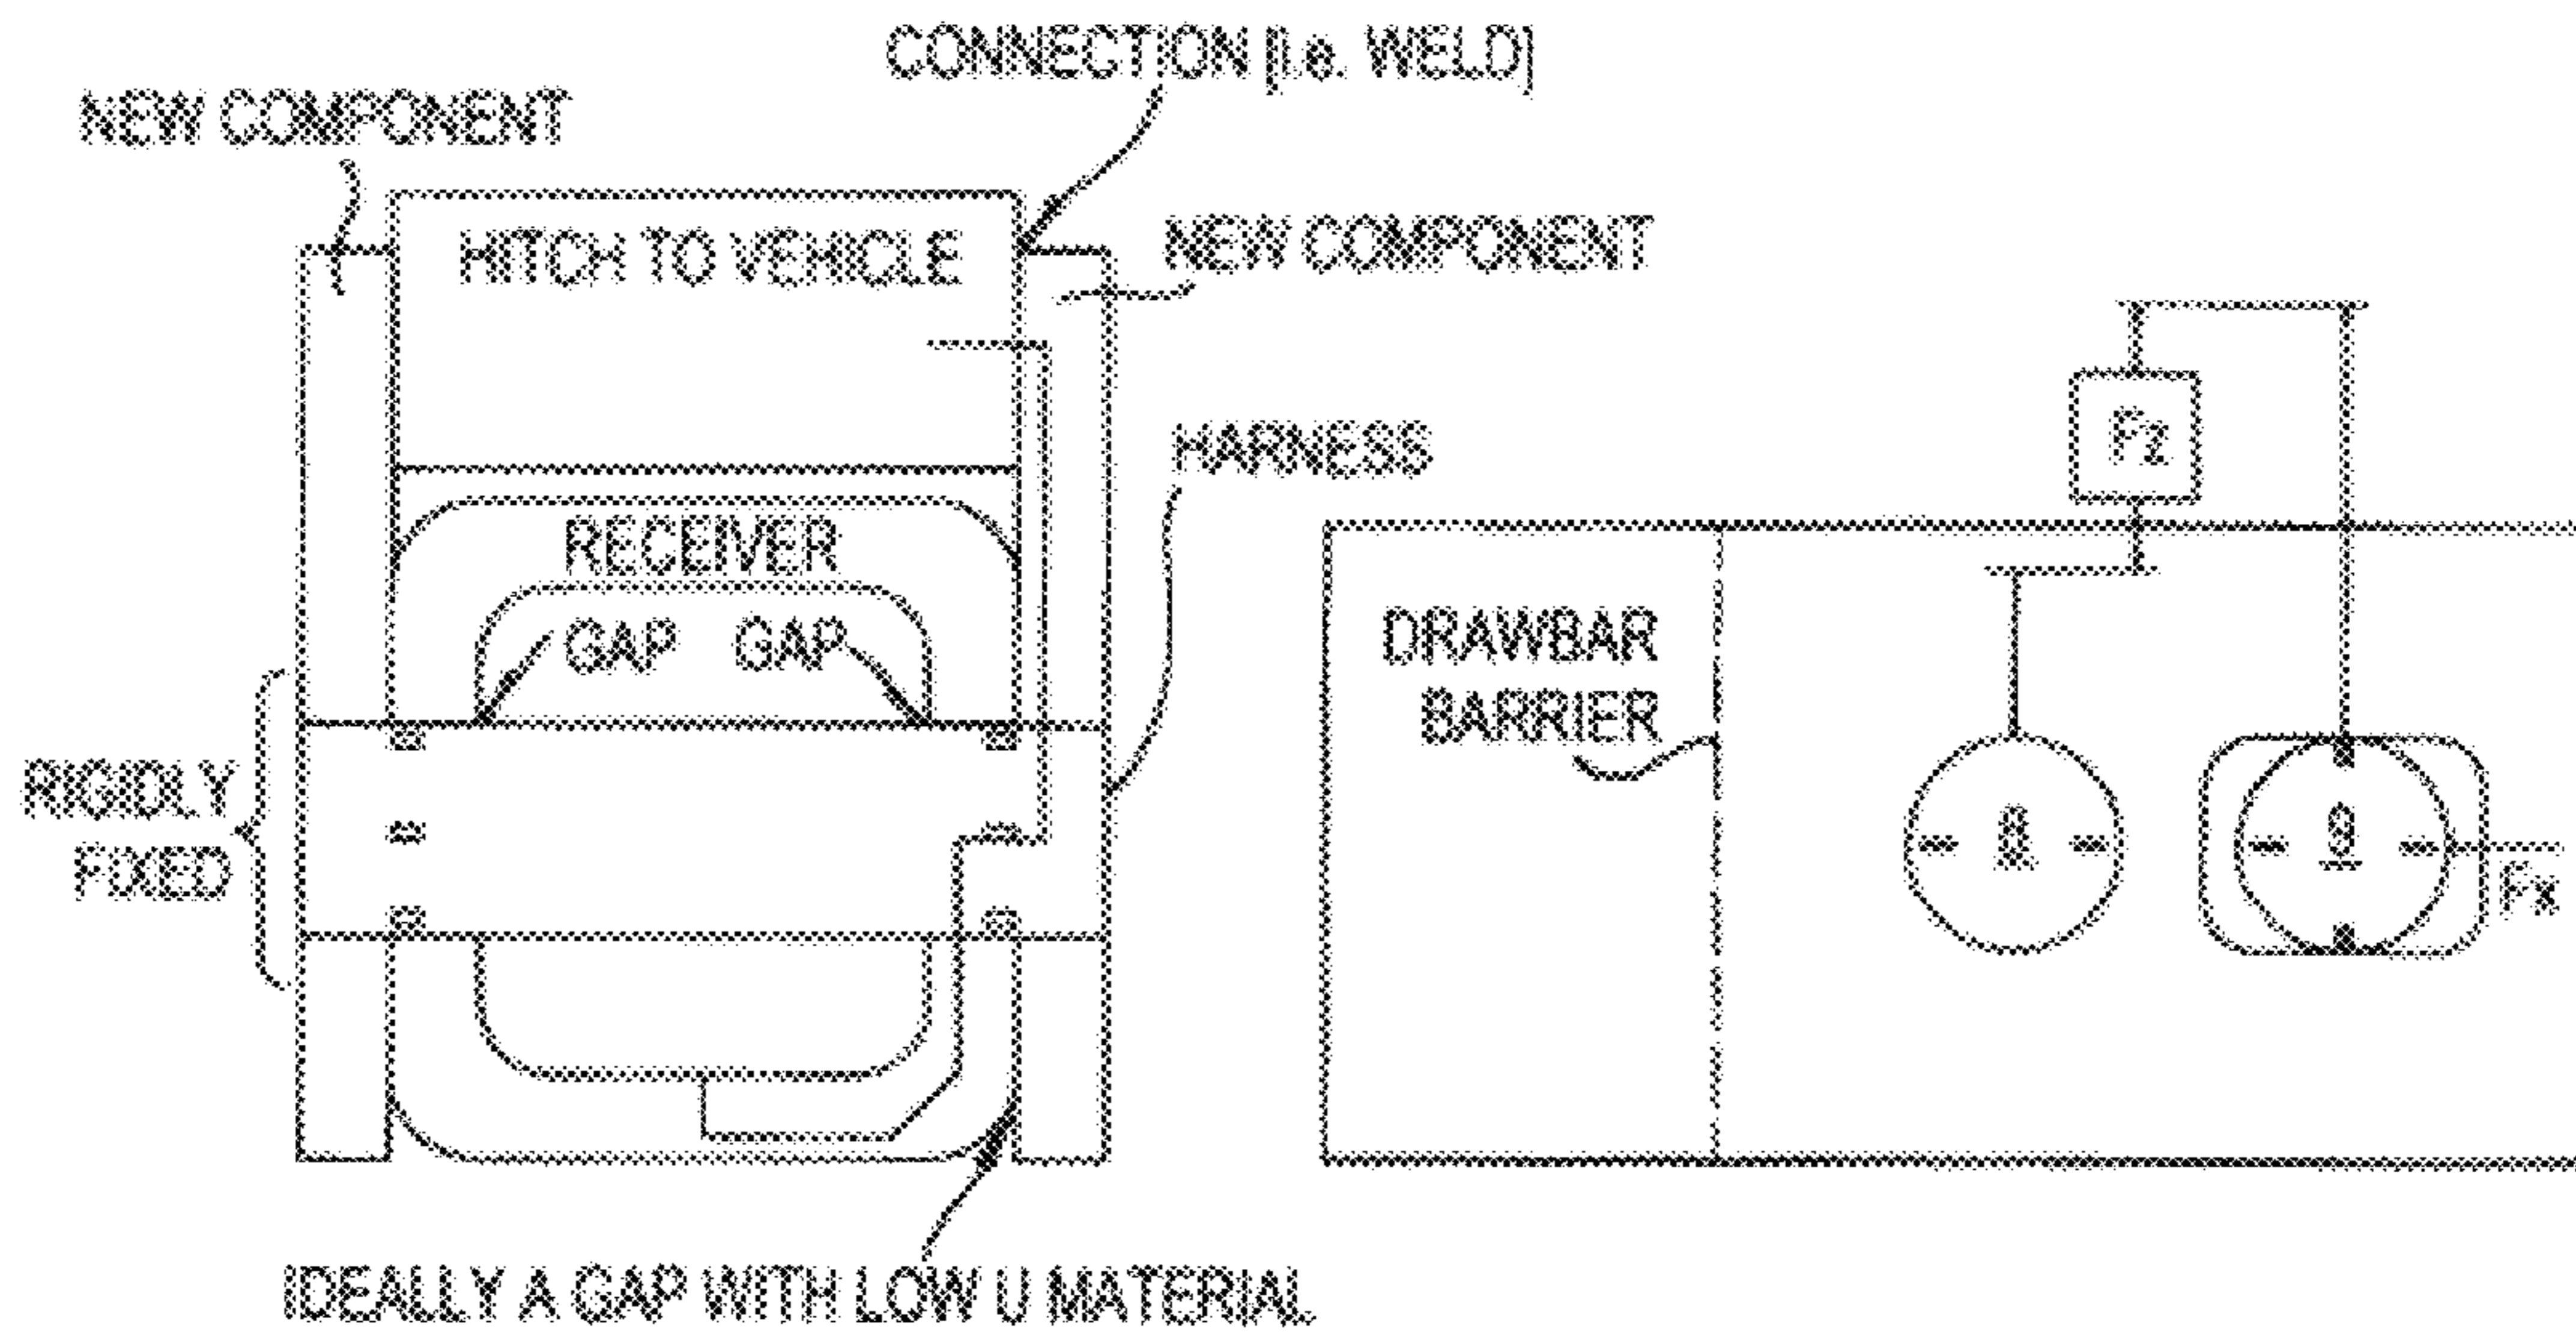 CONNECTION [i.e. WELD]
NEW COMPONENT
HITCH TO VEHICLE
NEW COMPONENT
HARNESS
RECEIVER
GAP GAP
RIGIDLY
FIXED
IDEALLY A GAP WITH LOW U MATERIAL
Fz
DRAWBAR
BARRIER
8
9
Fx